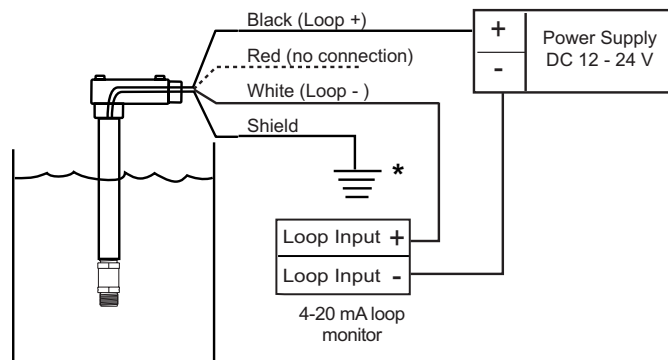 Black (Loop +)
Red (no connection)
White (Loop - )
Shield
*
+
-
Power Supply
DC 12 - 24 V
Loop Input +
Loop Input -
4-20 mA loop
monitor